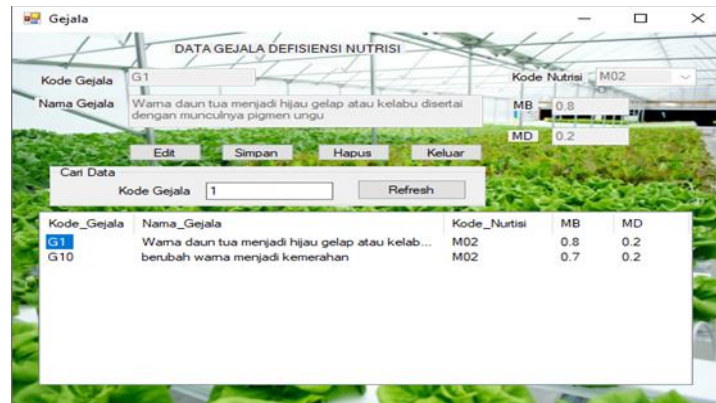 Gejala
DATA GEJALA DEFISIENSI NUTRISI
Kode Gejala G1 Kode Nutrisi M02
Nama Gejala Warna daun tua menjadi hijau gelap atau kelabu disertai MB 0.8
dengan munculnya pigmen ungu
MD 0.2
Edit Simpan Hapus Keluar
Cari Data
Kode Gejala 1 Refresh
Kode_Gejala Nama_Gejala Kode_Nurtisi MB MD
G1 Warna daun tua menjadi hijau gelap atau kelab... M02 0.8 0.2
G10 berubah warna menjadi kemerahan M02 0.7 0.2